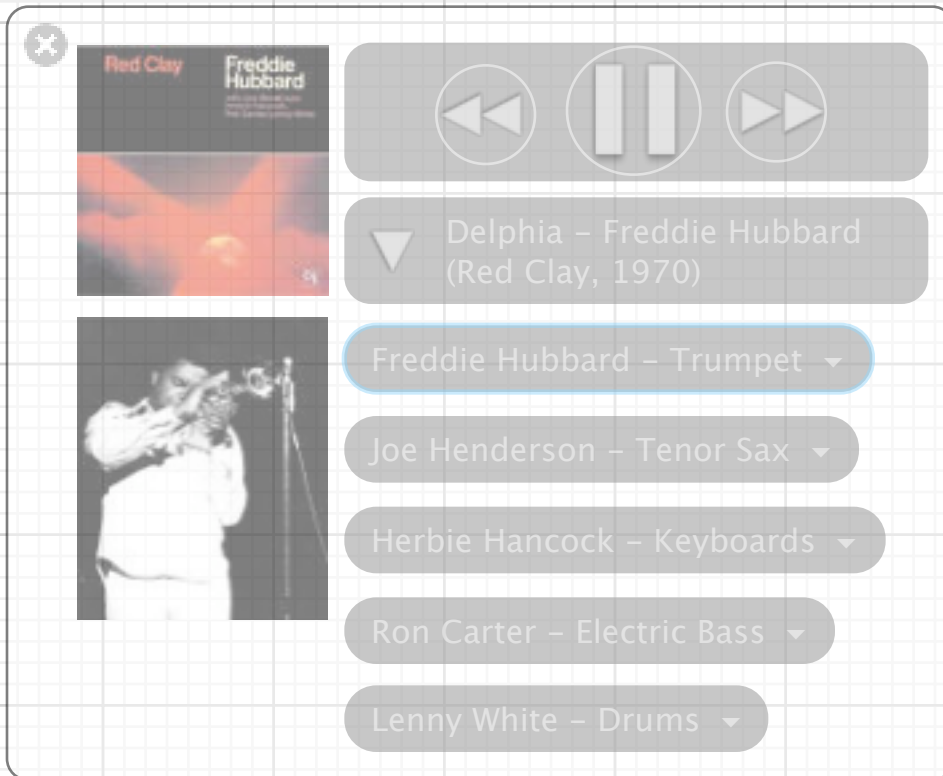 Red Clay
Freddie
Hubbard
Delphia – Freddie Hubbard
(Red Clay, 1970)
Freddie Hubbard – Trumpet
Joe Henderson – Tenor Sax
Herbie Hancock – Keyboards
Ron Carter – Electric Bass
Lenny White – Drums